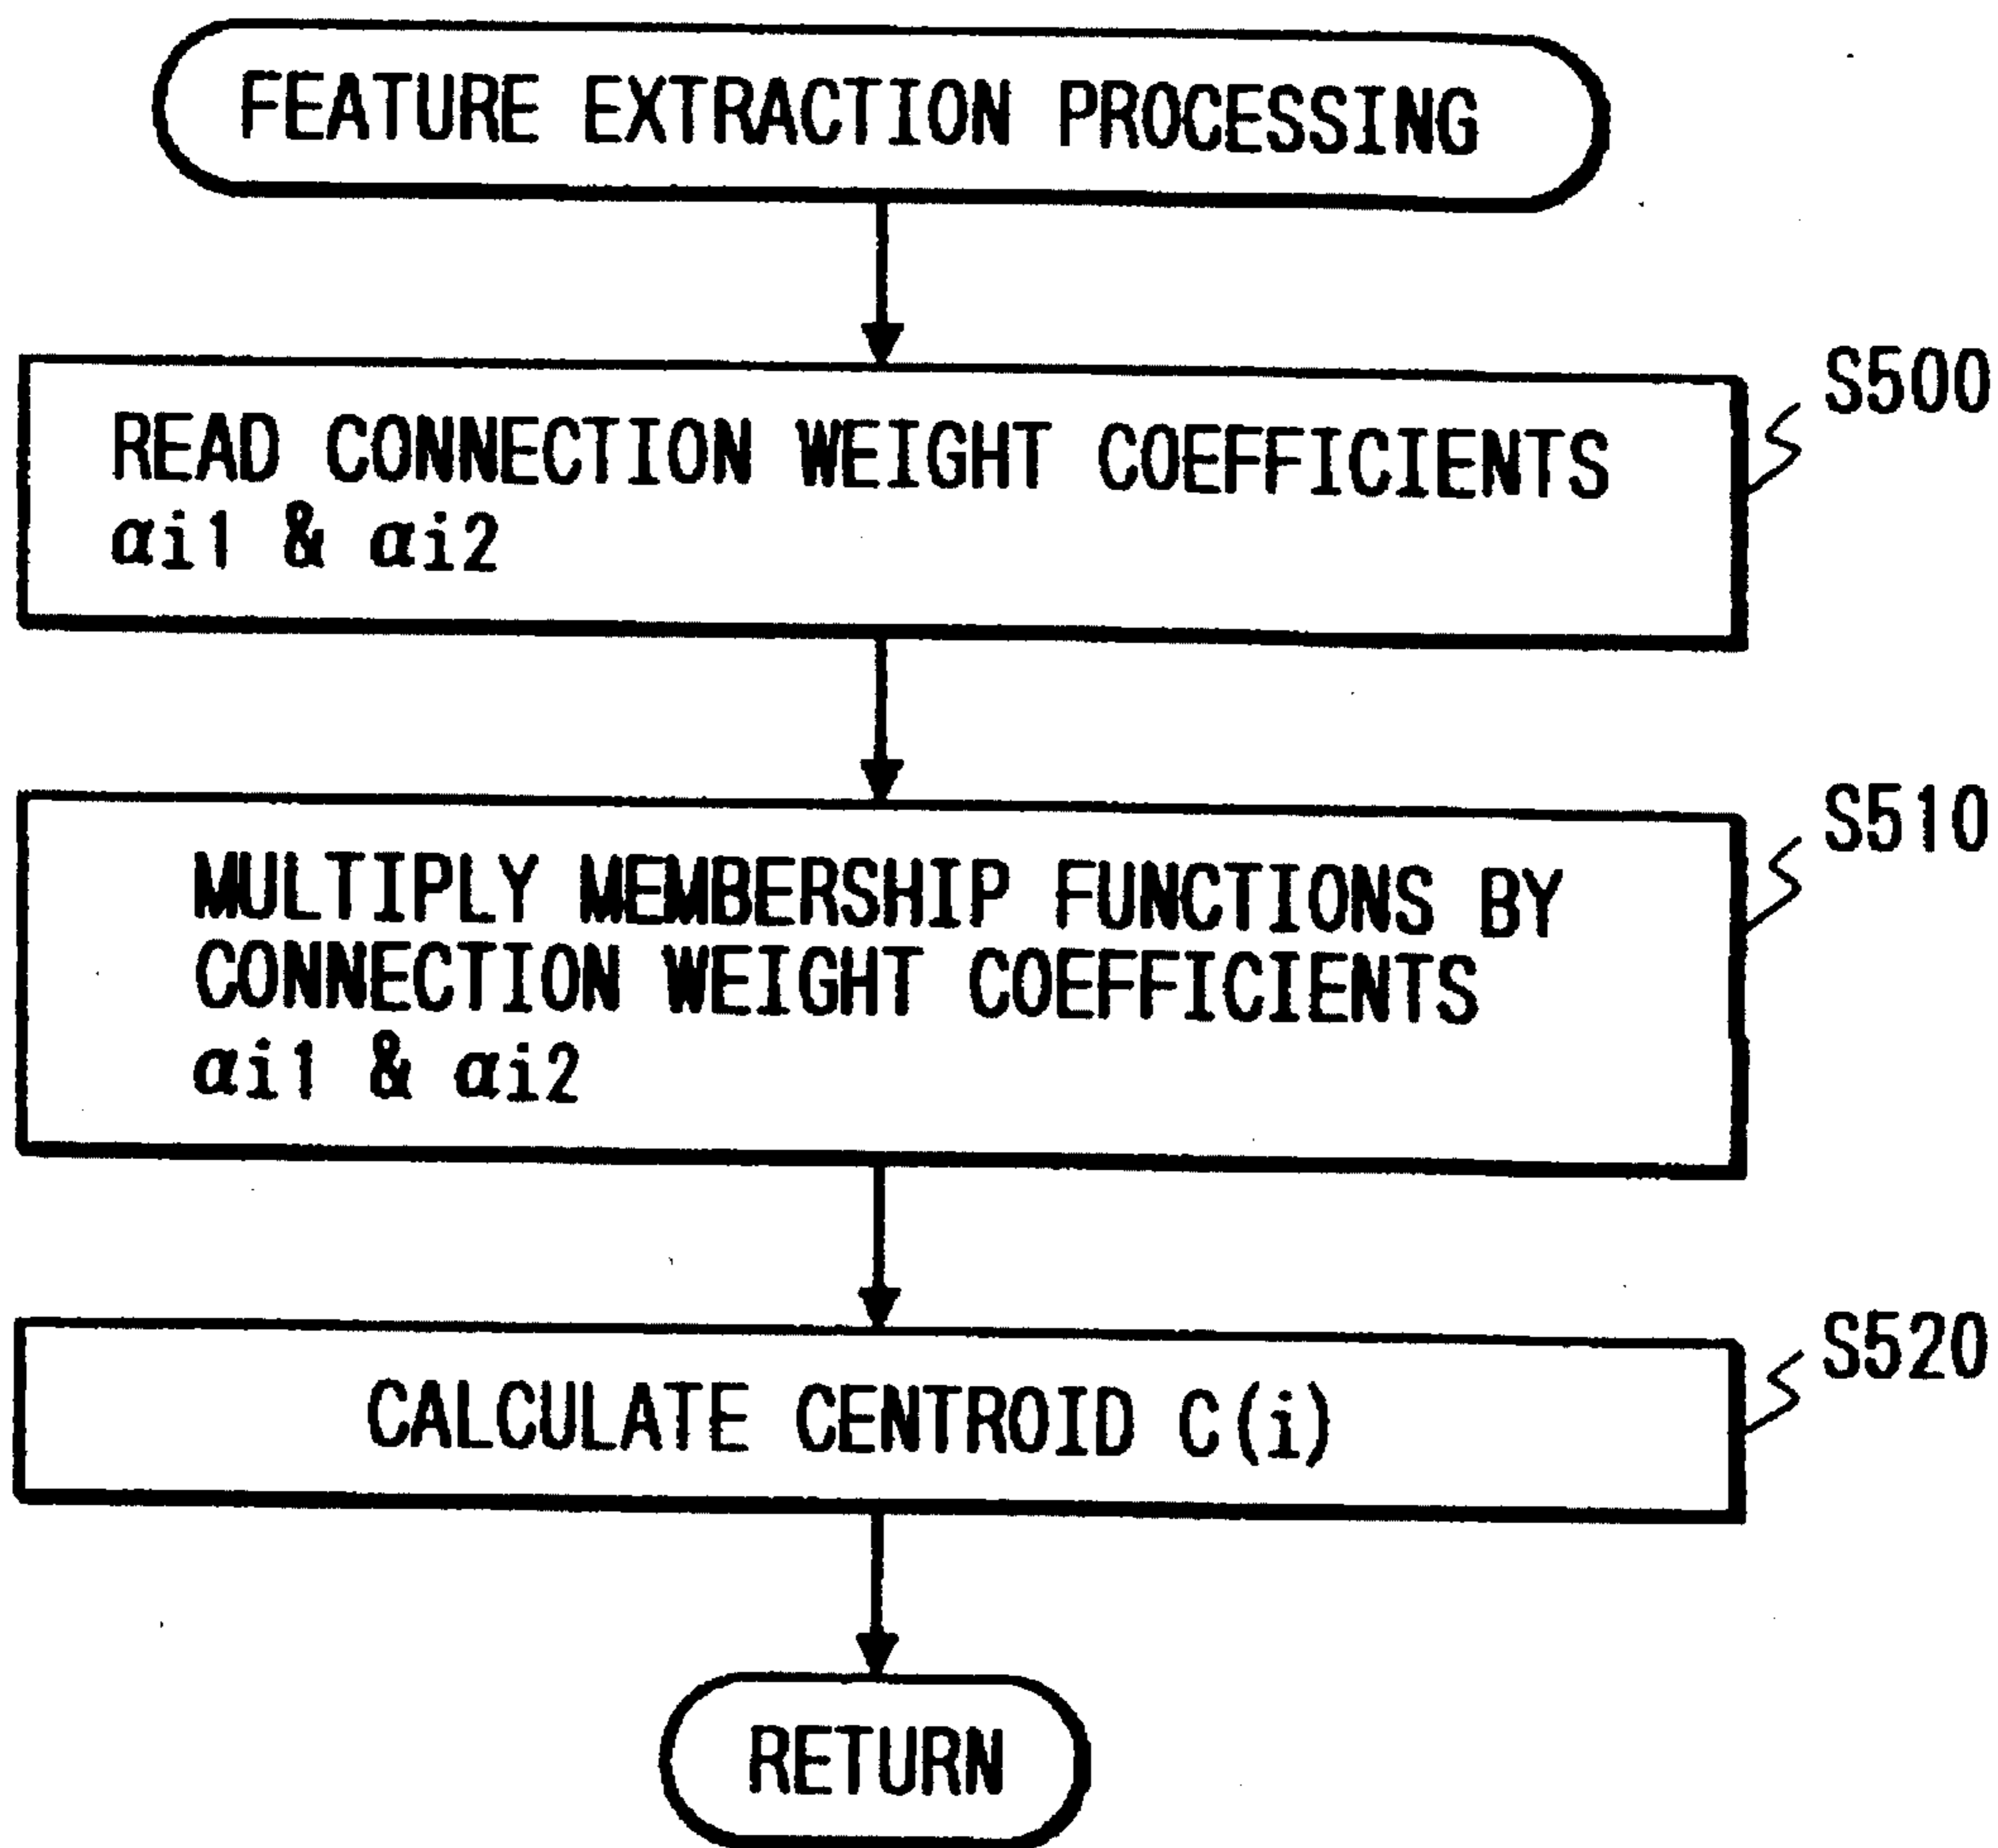 FEATURE EXTRACTION PROCESSING
S500
READ CONNECTION WEIGHT COEFFICIENTS
αi1 & αi2
S510
MULTIPLY MEMBERSHIP FUNCTIONS BY
CONNECTION WEIGHT COEFFICIENTS
αi1 & αi2
S520
CALCULATE CENTROID C(i)
RETURN